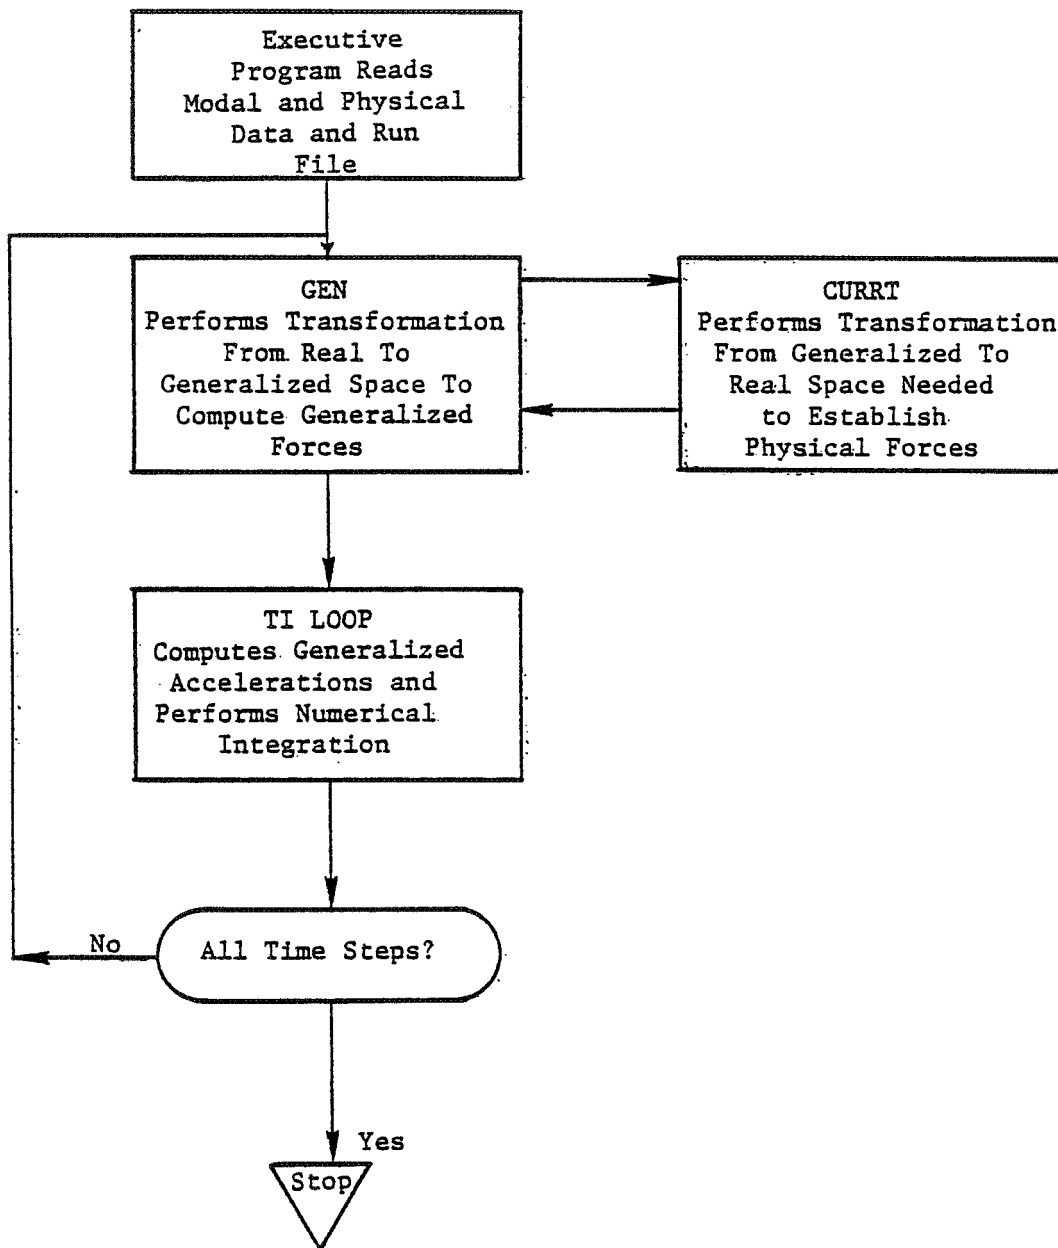 Executive
Program Reads
Modal and Physical
Data and Run
File
GEN
Performs Transformation
From Real To
Generalized Space To
Compute Generalized
Forces
CURRT
Performs Transformation
From Generalized To
Real Space Needed
to Establish
Physical Forces
TI LOOP
Computes Generalized
Accelerations and
Performs Numerical
Integration
All Time Steps?
No
Yes
Stop